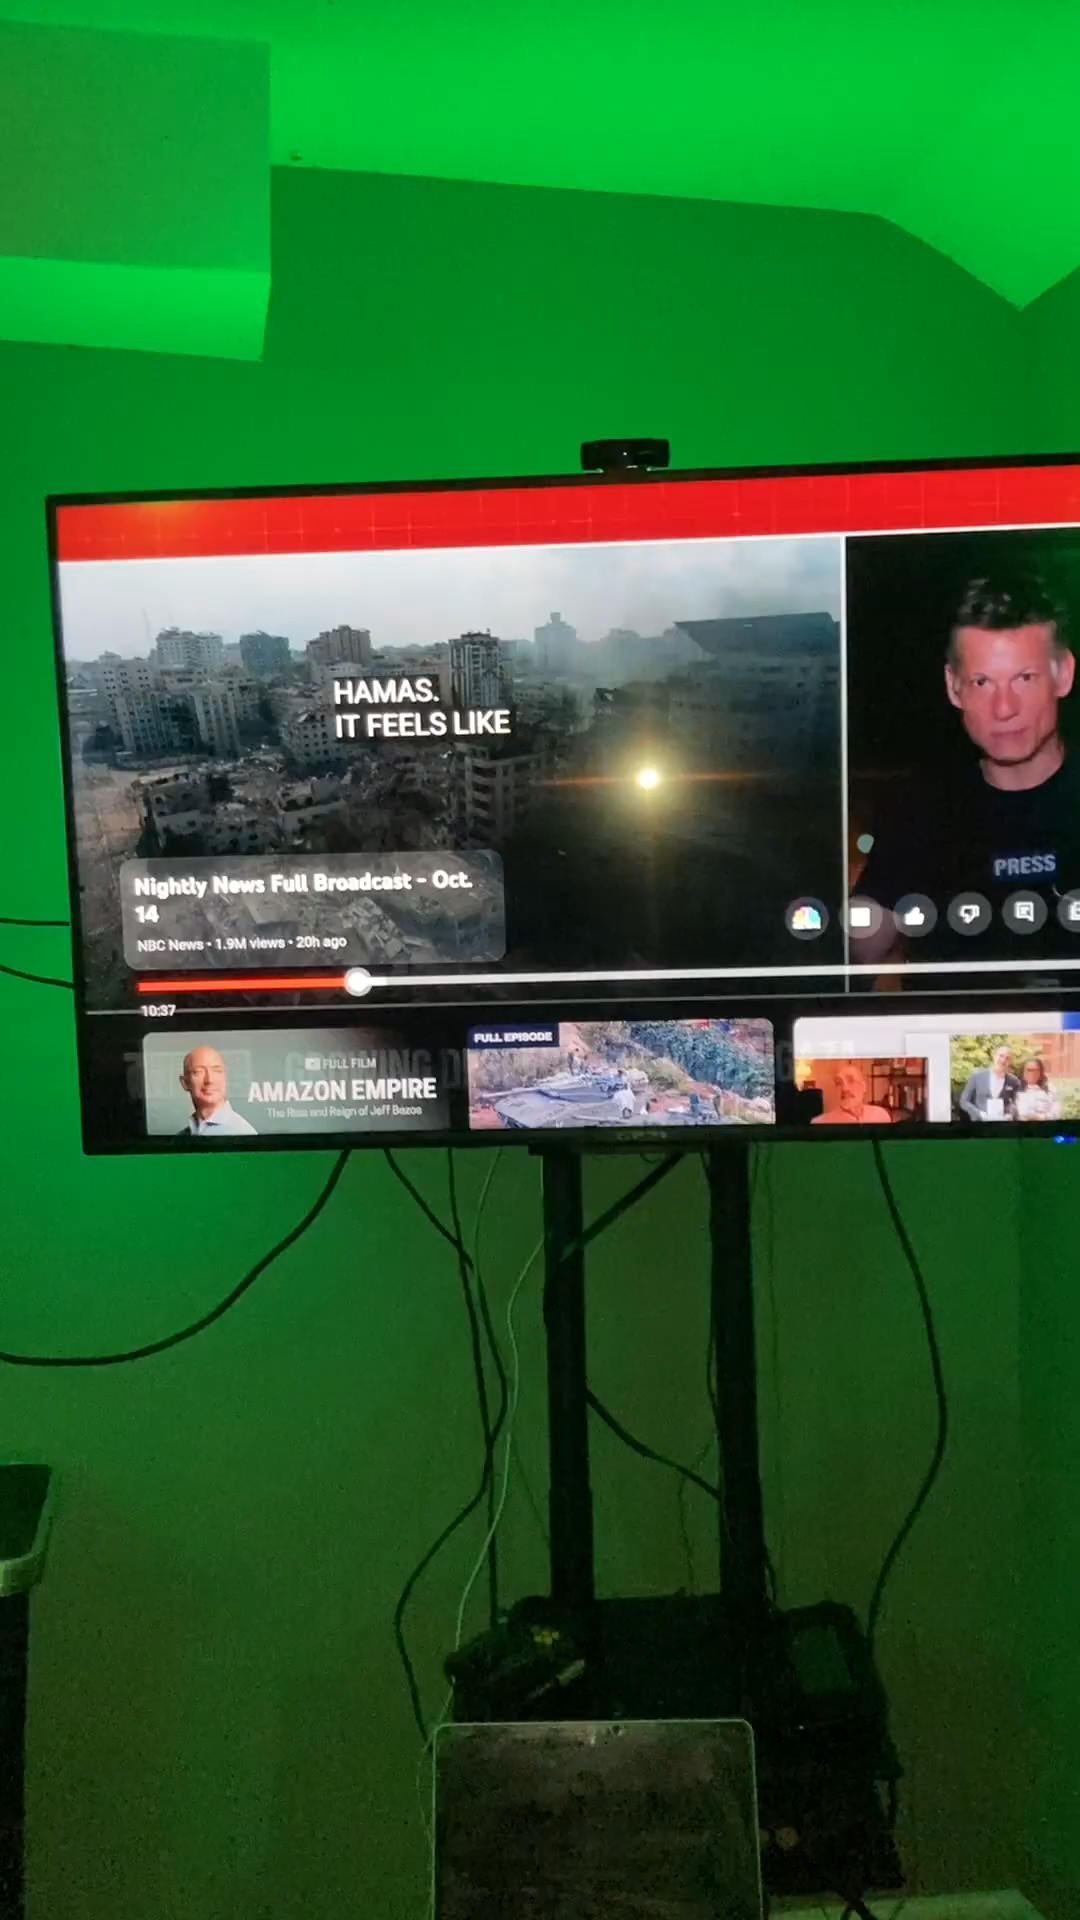 HAMAS.
IT FEELS LIKE
PRESS
Nightly News Full Broadcast - Oct.
14
NBC News • 1.9M views • 20h ago
10:37
FULL FILM
AMAZON EMPIRE
The Rise and Reign of Jeff Bezos
FULL EPISODE